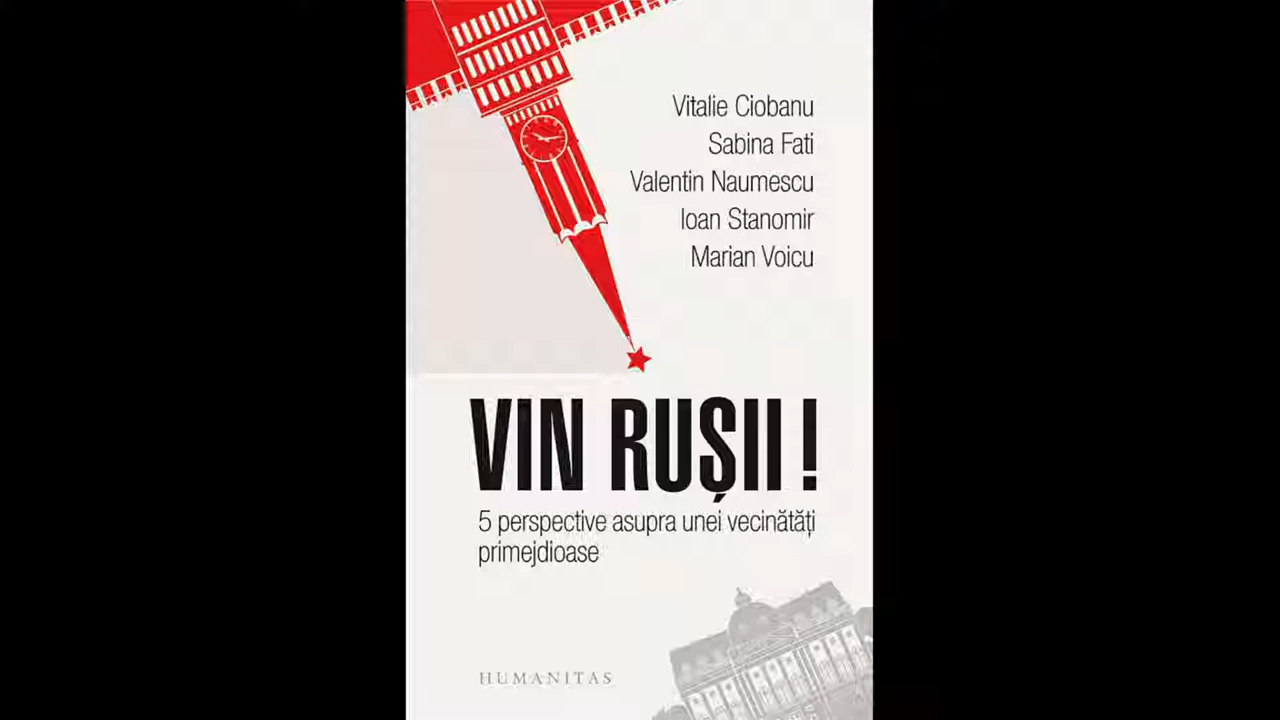 Vitalie Ciobanu
Sabina Fati
Valentin Naumescu
Ioan Stanomir
Marian Voicu
VIN RUȘII !
5 perspective asupra unei vecinătăți
primejdioase
HUMANITAS